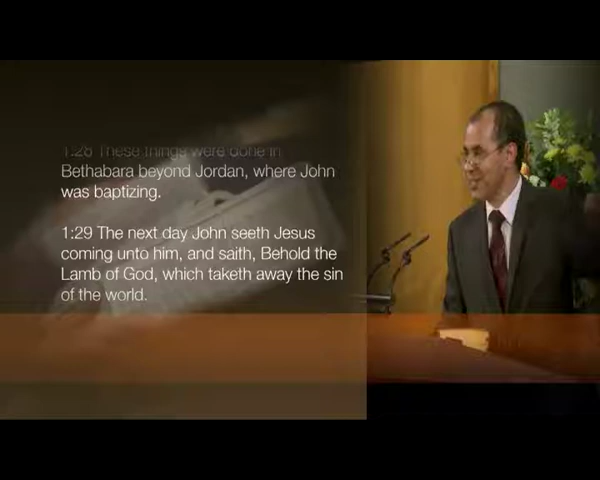 1:28 These things were done in
Bethabara beyond Jordan, where John
was baptizing.
1:29 The next day John seeth Jesus
coming unto him, and saith, Behold the
Lamb of God, which taketh away the sin
of the world.